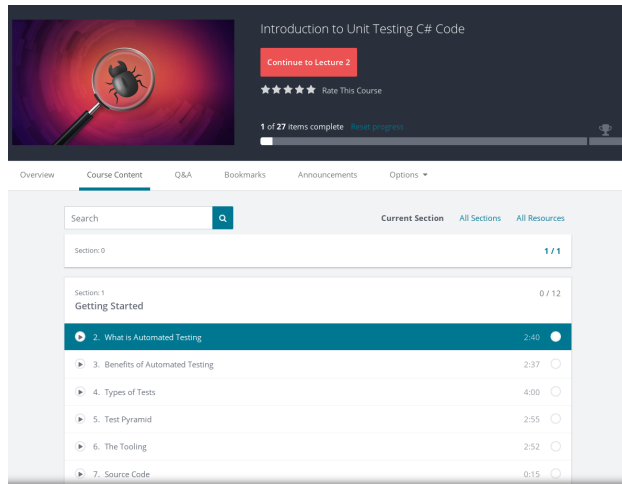 Introduction to Unit Testing C# Code
Continue to Lecture 2
Rate This Course
1 of 27 items complete Reset progress
Overview Course Content Q&A Bookmarks Announcements Options
Search Current Section All Sections All Resources
Section: 0 1 / 1
Section: 1 0 / 12
Getting Started
2. What is Automated Testing 2:40
3. Benefits of Automated Testing 2:37
4. Types of Tests 4:00
5. Test Pyramid 2:55
6. The Tooling 2:52
7. Source Code 0:15